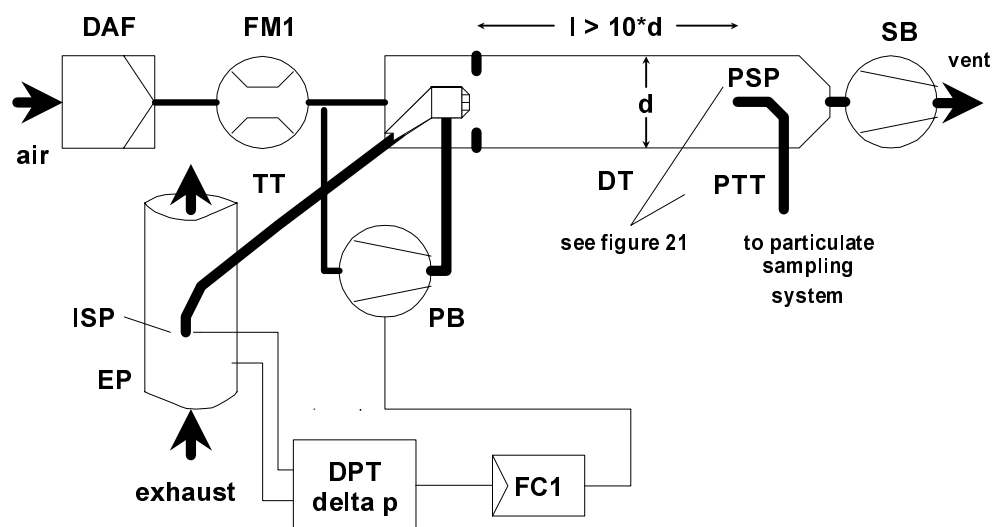 DAF
FM1
l > 10*d
SB
vent
d
PSP
air
TT
DT
PTT
see figure 21
to particulate
sampling
system
ISP
PB
EP
exhaust
DPT
delta p
FC1